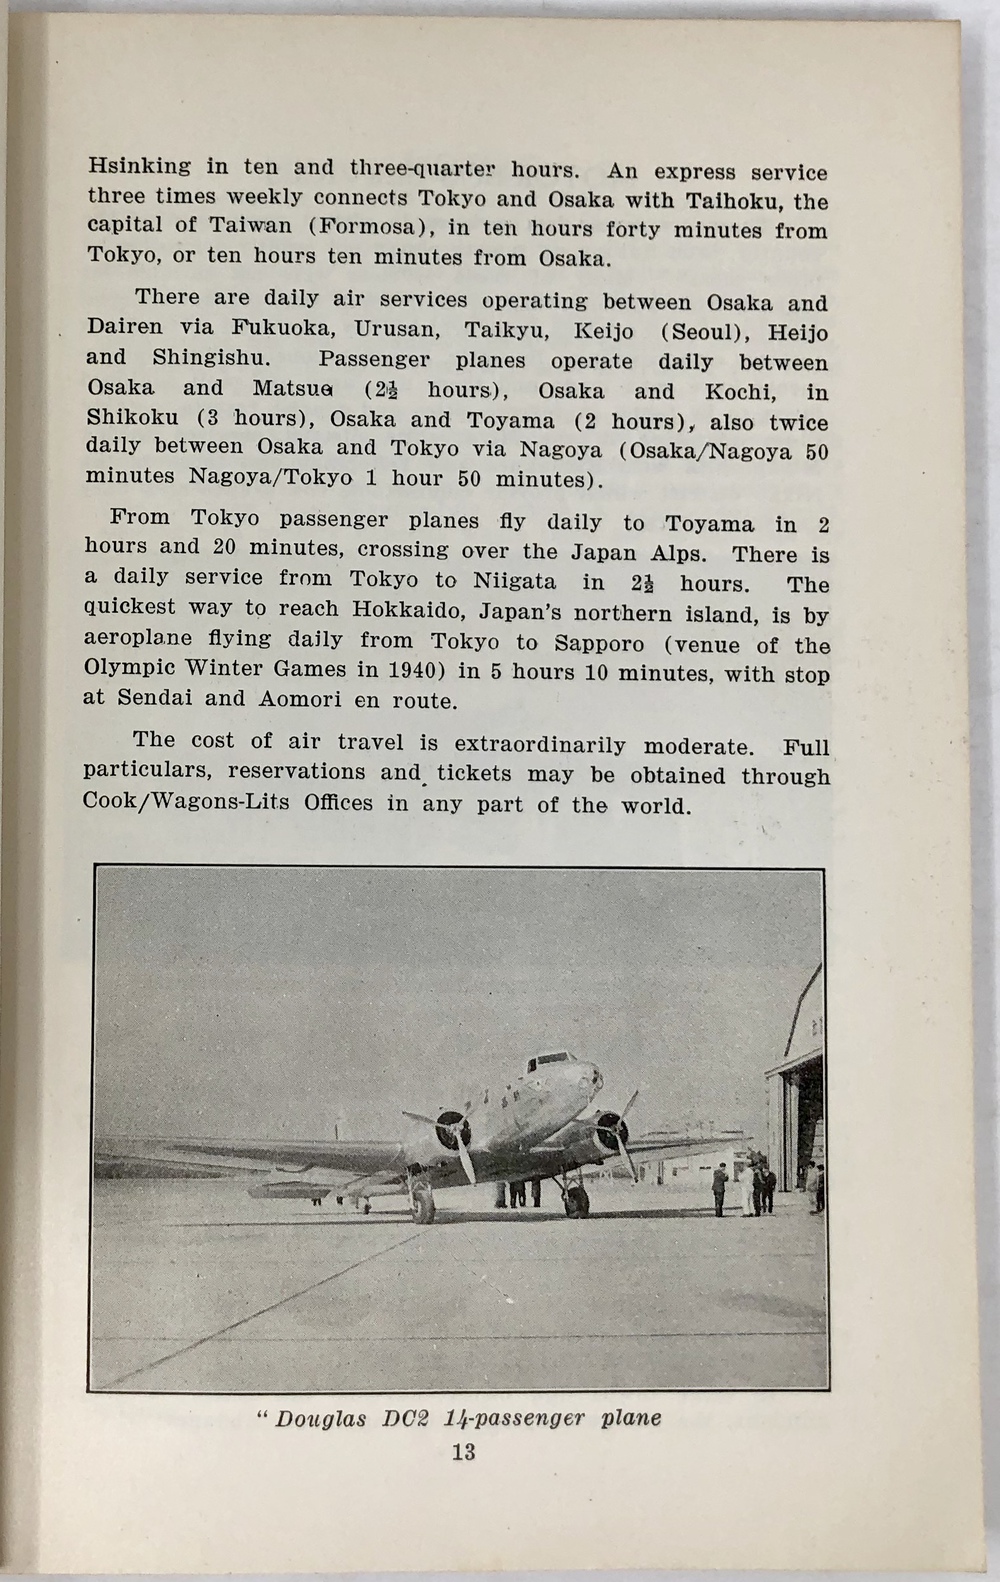 Hsinking in ten and three-quarter hours. An express service
three times weekly connects Tokyo and Osaka with Taihoku, the
capital of Taiwan (Formosa), in ten hours forty minutes from
Tokyo, or ten hours ten minutes from Osaka.
There are daily air services operating between Osaka and
Dairen via Fukuoka, Urusan, Taikyu, Keijo (Seoul), Heijo
and Shingishu. Passenger planes operate daily between
Osaka and Matsue (2½ hours), Osaka and Kochi, in
Shikoku (3 hours), Osaka and Toyama (2 hours), also twice
daily between Osaka and Tokyo via Nagoya (Osaka/Nagoya 50
minutes Nagoya/Tokyo 1 hour 50 minutes).
From Tokyo passenger planes fly daily to Toyama in 2
hours and 20 minutes, crossing over the Japan Alps. There is
a daily service from Tokyo to Niigata in 2½ hours. The
quickest way to reach Hokkaido, Japan's northern island, is by
aeroplane flying daily from Tokyo to Sapporo (venue of the
Olympic Winter Games in 1940) in 5 hours 10 minutes, with stop
at Sendai and Aomori en route.
The cost of air travel is extraordinarily moderate. Full
particulars, reservations and tickets may be obtained through
Cook/Wagons-Lits Offices in any part of the world.
" Douglas DC2 14-passenger plane
13